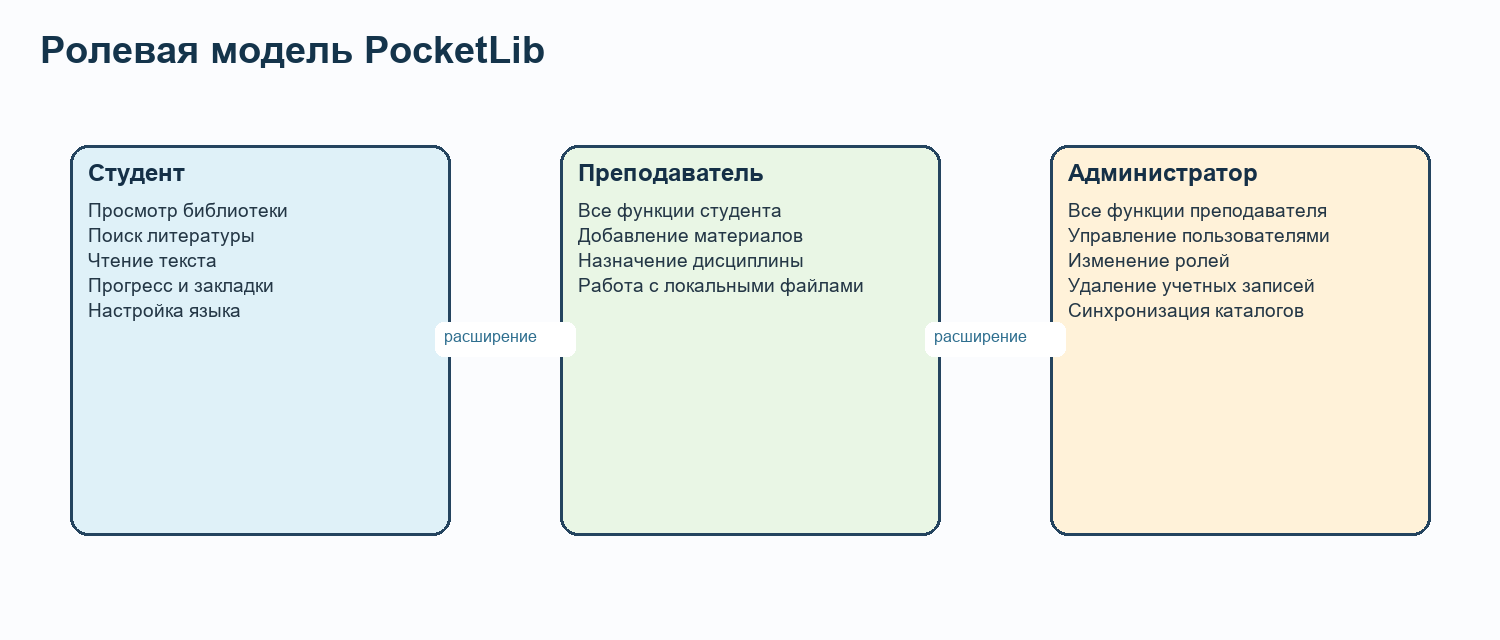 Ролевая модель PocketLib
Студент
Просмотр библиотеки
Поиск литературы
Чтение текста
Прогресс и закладки
Настройка языка
расширение
Преподаватель
Все функции студента
Добавление материалов
Назначение дисциплины
Работа с локальными файлами
расширение
Администратор
Все функции преподавателя
Управление пользователями
Изменение ролей
Удаление учетных записей
Синхронизация каталогов